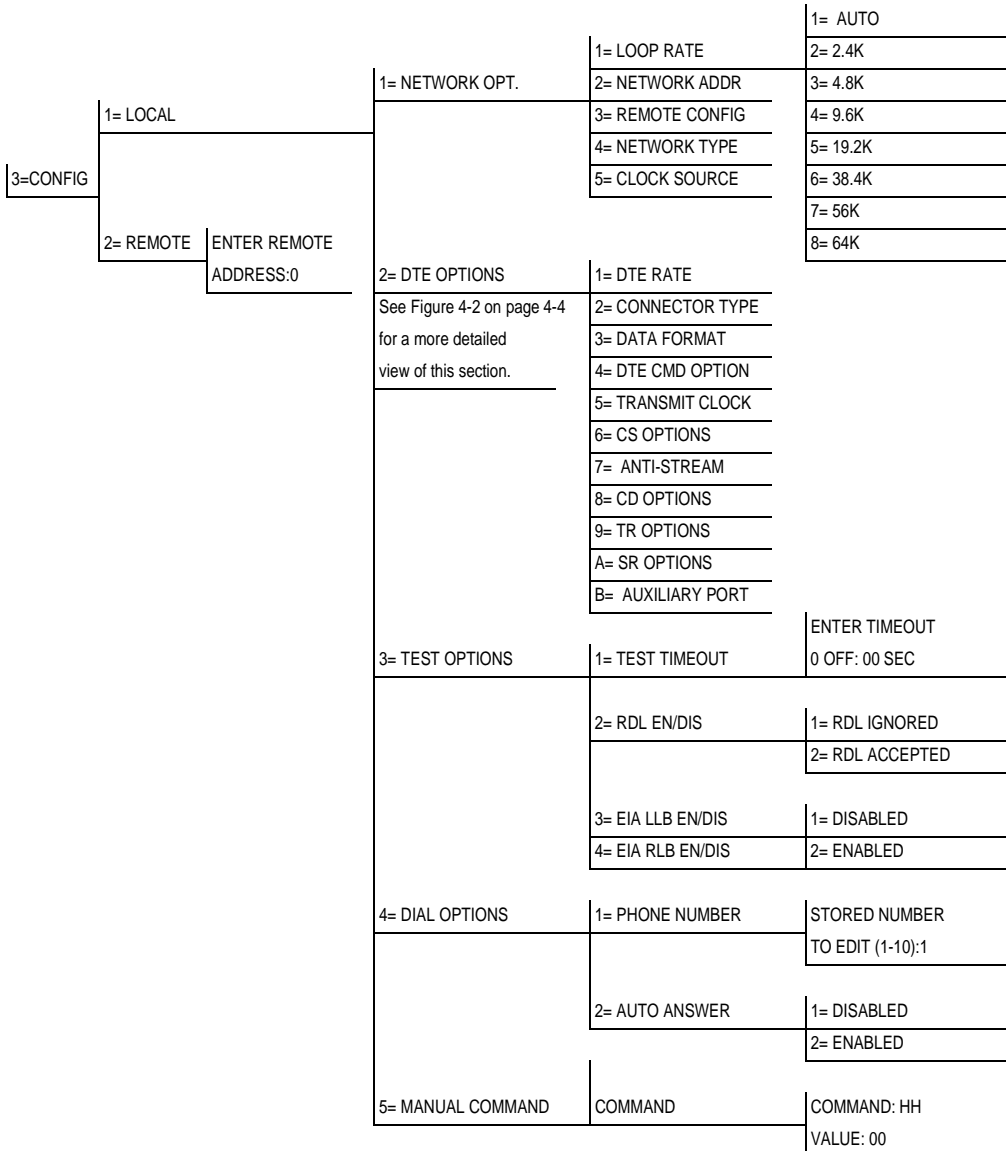 3=CONFIG
1= LOCAL
2= REMOTE
ENTER REMOTE
ADDRESS:0
1= NETWORK OPT.
1= LOOP RATE
2= NETWORK ADDR
3= REMOTE CONFIG
4= NETWORK TYPE
5= CLOCK SOURCE
1= AUTO
2= 2.4K
3= 4.8K
4= 9.6K
5= 19.2K
6= 38.4K
7= 56K
8= 64K
2= DTE OPTIONS
See Figure 4-2 on page 4-4
for a more detailed
view of this section.
1= DTE RATE
2= CONNECTOR TYPE
3= DATA FORMAT
4= DTE CMD OPTION
5= TRANSMIT CLOCK
6= CS OPTIONS
7= ANTI-STREAM
8= CD OPTIONS
9= TR OPTIONS
A= SR OPTIONS
B= AUXILIARY PORT
3= TEST OPTIONS
1= TEST TIMEOUT
ENTER TIMEOUT
0 OFF: 00 SEC
2= RDL EN/DIS
1= RDL IGNORED
2= RDL ACCEPTED
3= EIA LLB EN/DIS
4= EIA RLB EN/DIS
1= DISABLED
2= ENABLED
4= DIAL OPTIONS
1= PHONE NUMBER
STORED NUMBER
TO EDIT (1-10):1
2= AUTO ANSWER
1= DISABLED
2= ENABLED
5= MANUAL COMMAND
COMMAND
COMMAND: HH
VALUE: 00